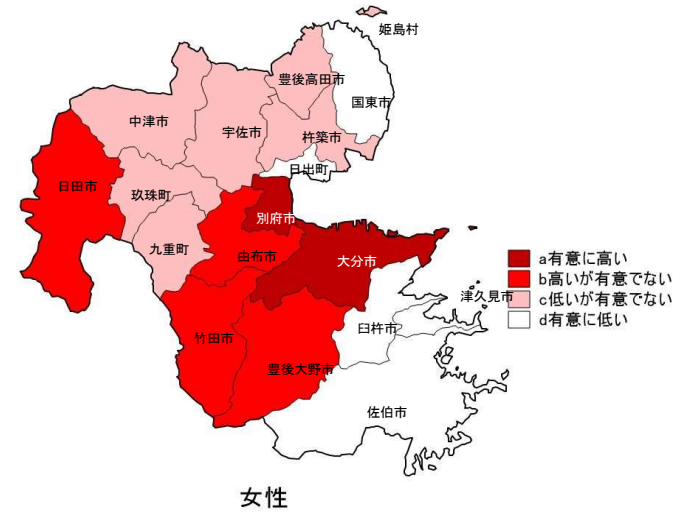 姫島村
豊後高田市
国東市
中津市
宇佐市
杵築市
日出町
日田市
玖珠町
別府市
九重町
由布市
大分市
a有意に高い
b高いが有意でない
c低いが有意でない
d有意に低い
津久見市
臼杵市
竹田市
豊後大野市
佐伯市
女性